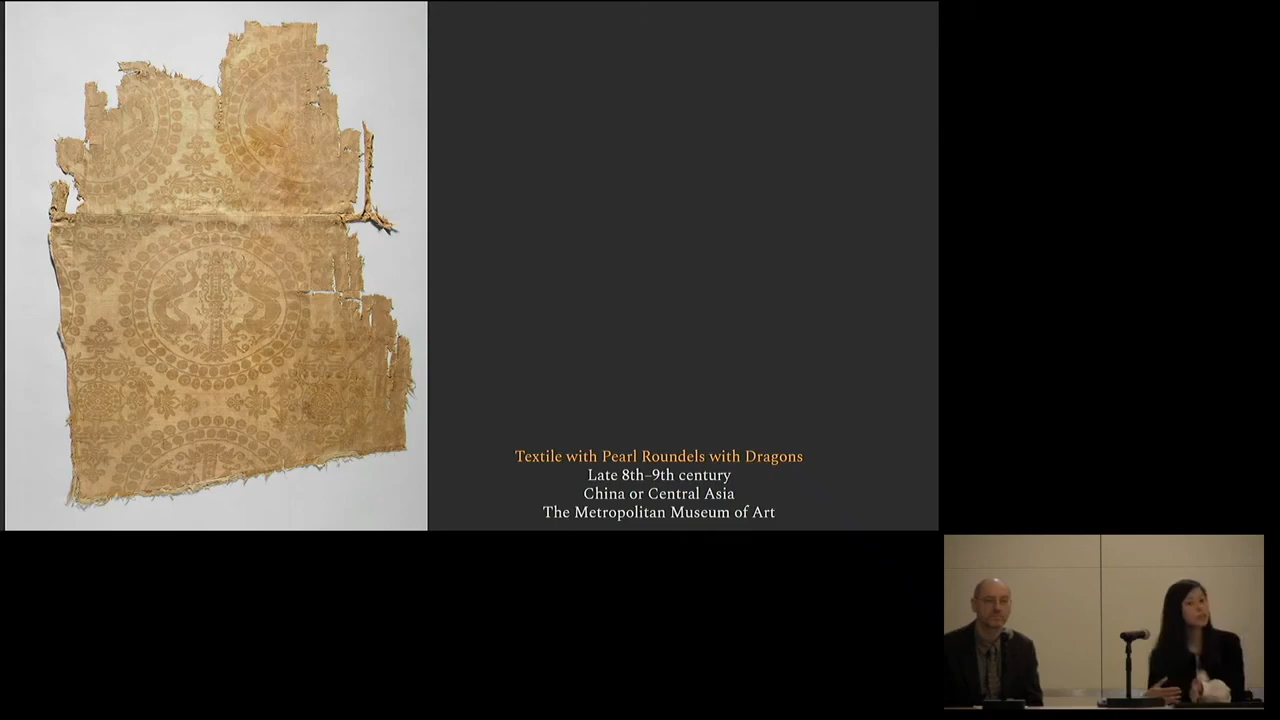 Textile with Pearl Roundels with Dragons
Late 8th–9th century
China or Central Asia
The Metropolitan Museum of Art